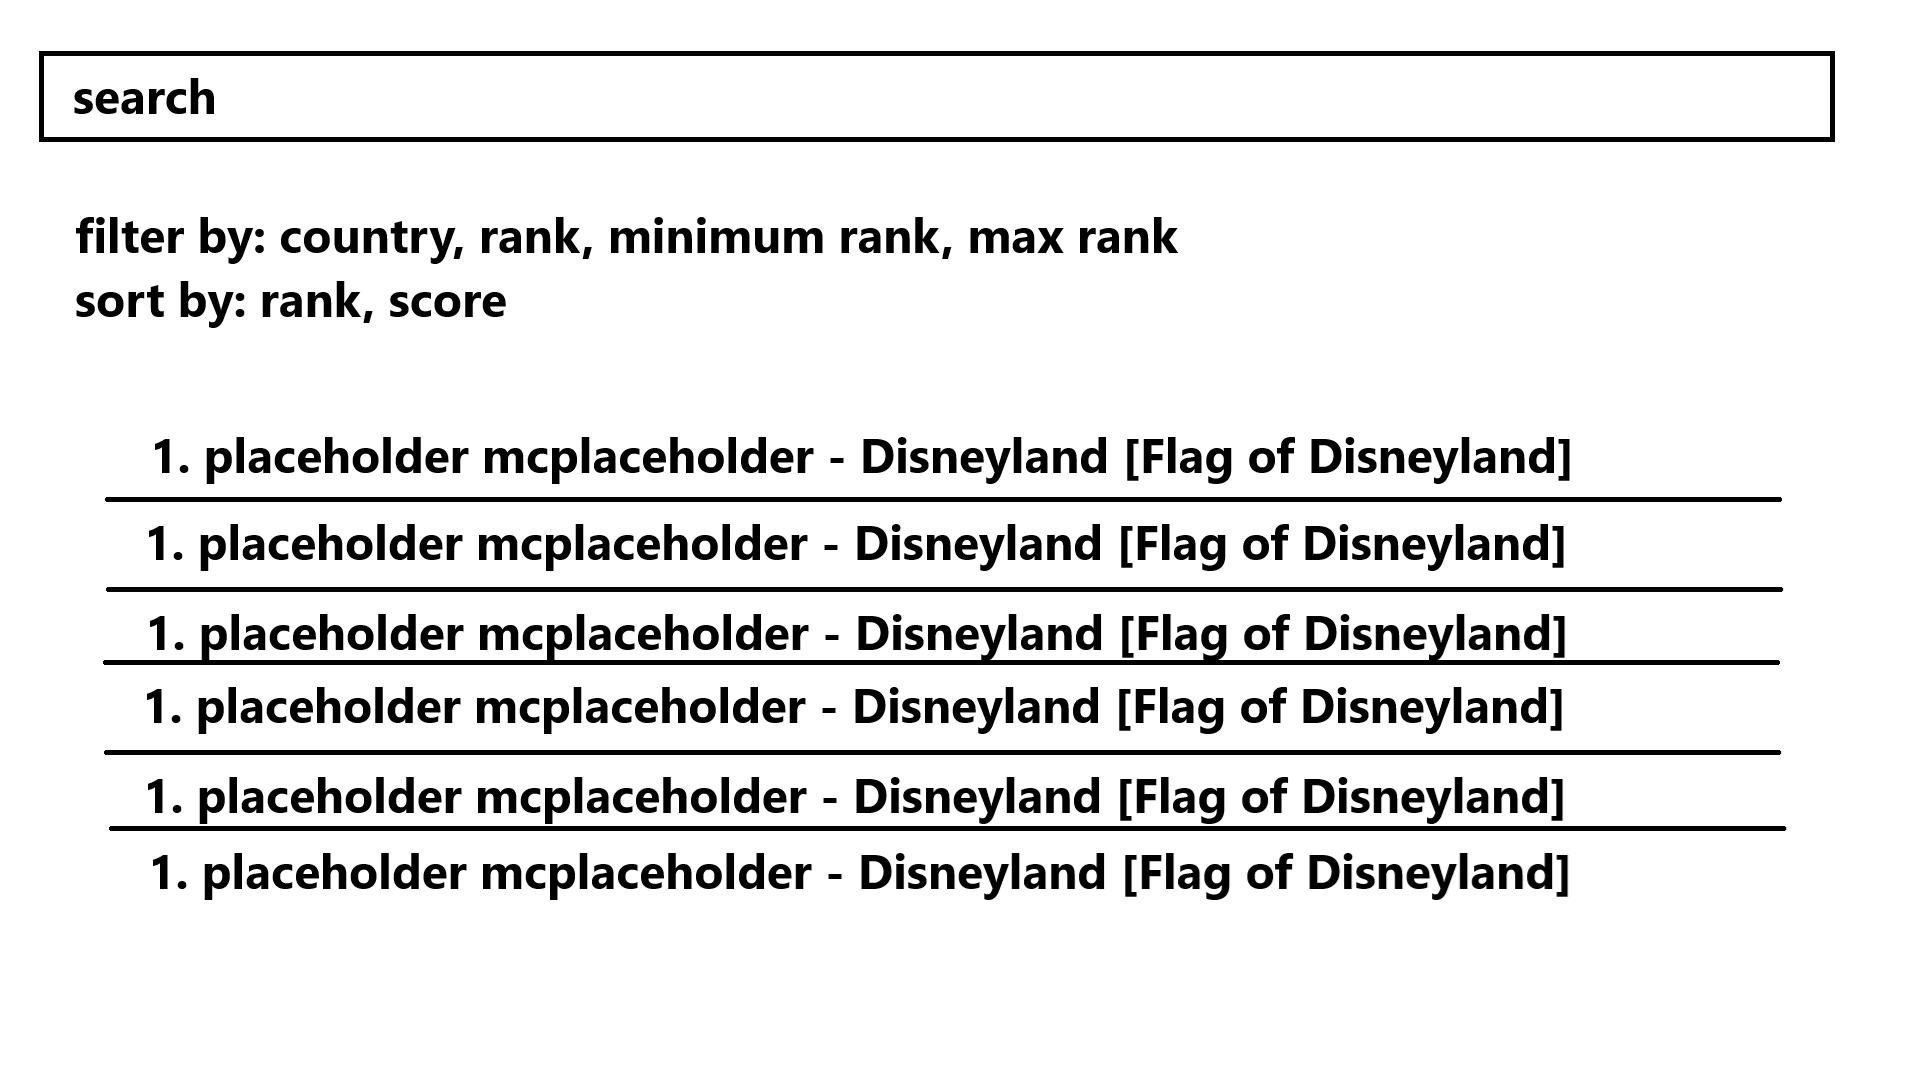 search
filter by: country, rank, minimum rank, max rank
sort by: rank, score
1. placeholder mcplaceholder - Disneyland [Flag of Disneyland]
1. placeholder mcplaceholder - Disneyland [Flag of Disneyland]
1. placeholder mcplaceholder - Disneyland [Flag of Disneyland]
1. placeholder mcplaceholder - Disneyland [Flag of Disneyland]
1. placeholder mcplaceholder - Disneyland [Flag of Disneyland]
1. placeholder mcplaceholder - Disneyland [Flag of Disneyland]